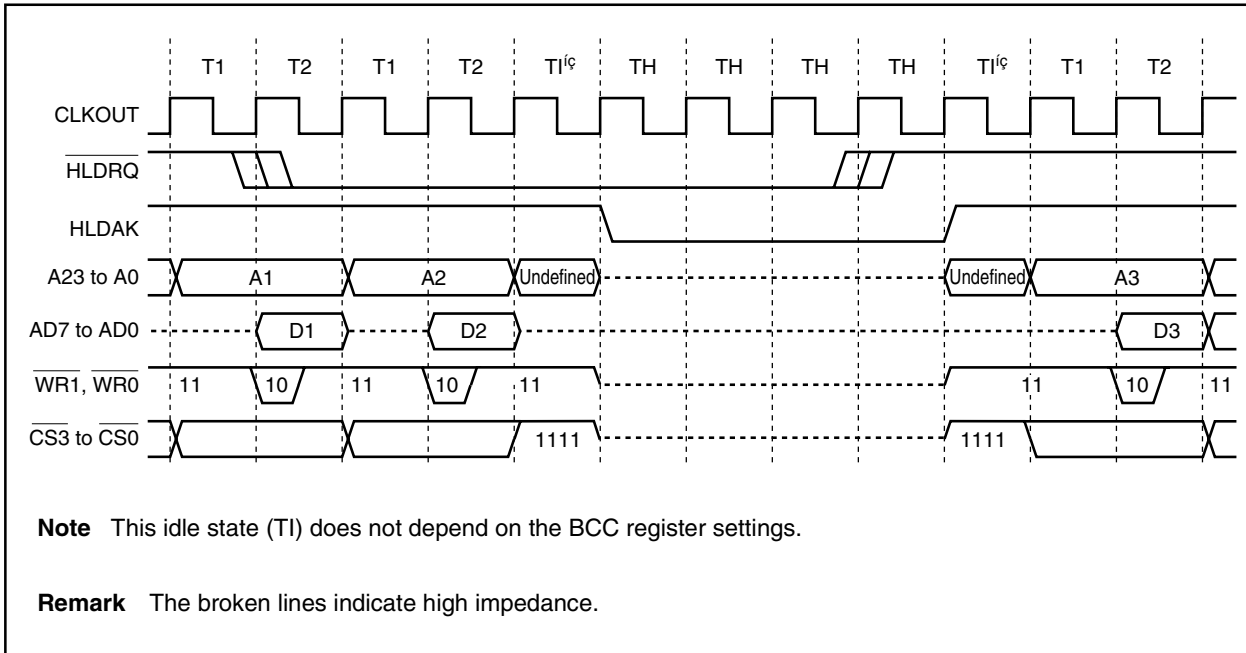 T1 T2 T1 T2 TIíç TH TH TH TH TIíç T1 T2
CLKOUT
HLDRQ
HLDAK
A23 to A0 A1 A2 Undefined Undefined A3
AD7 to AD0 D1 D2 D3
WR1, WR0 11 10 11 10 11 11 10 11
CS3 to CS0 1111 1111
Note This idle state (TI) does not depend on the BCC register settings.
Remark The broken lines indicate high impedance.